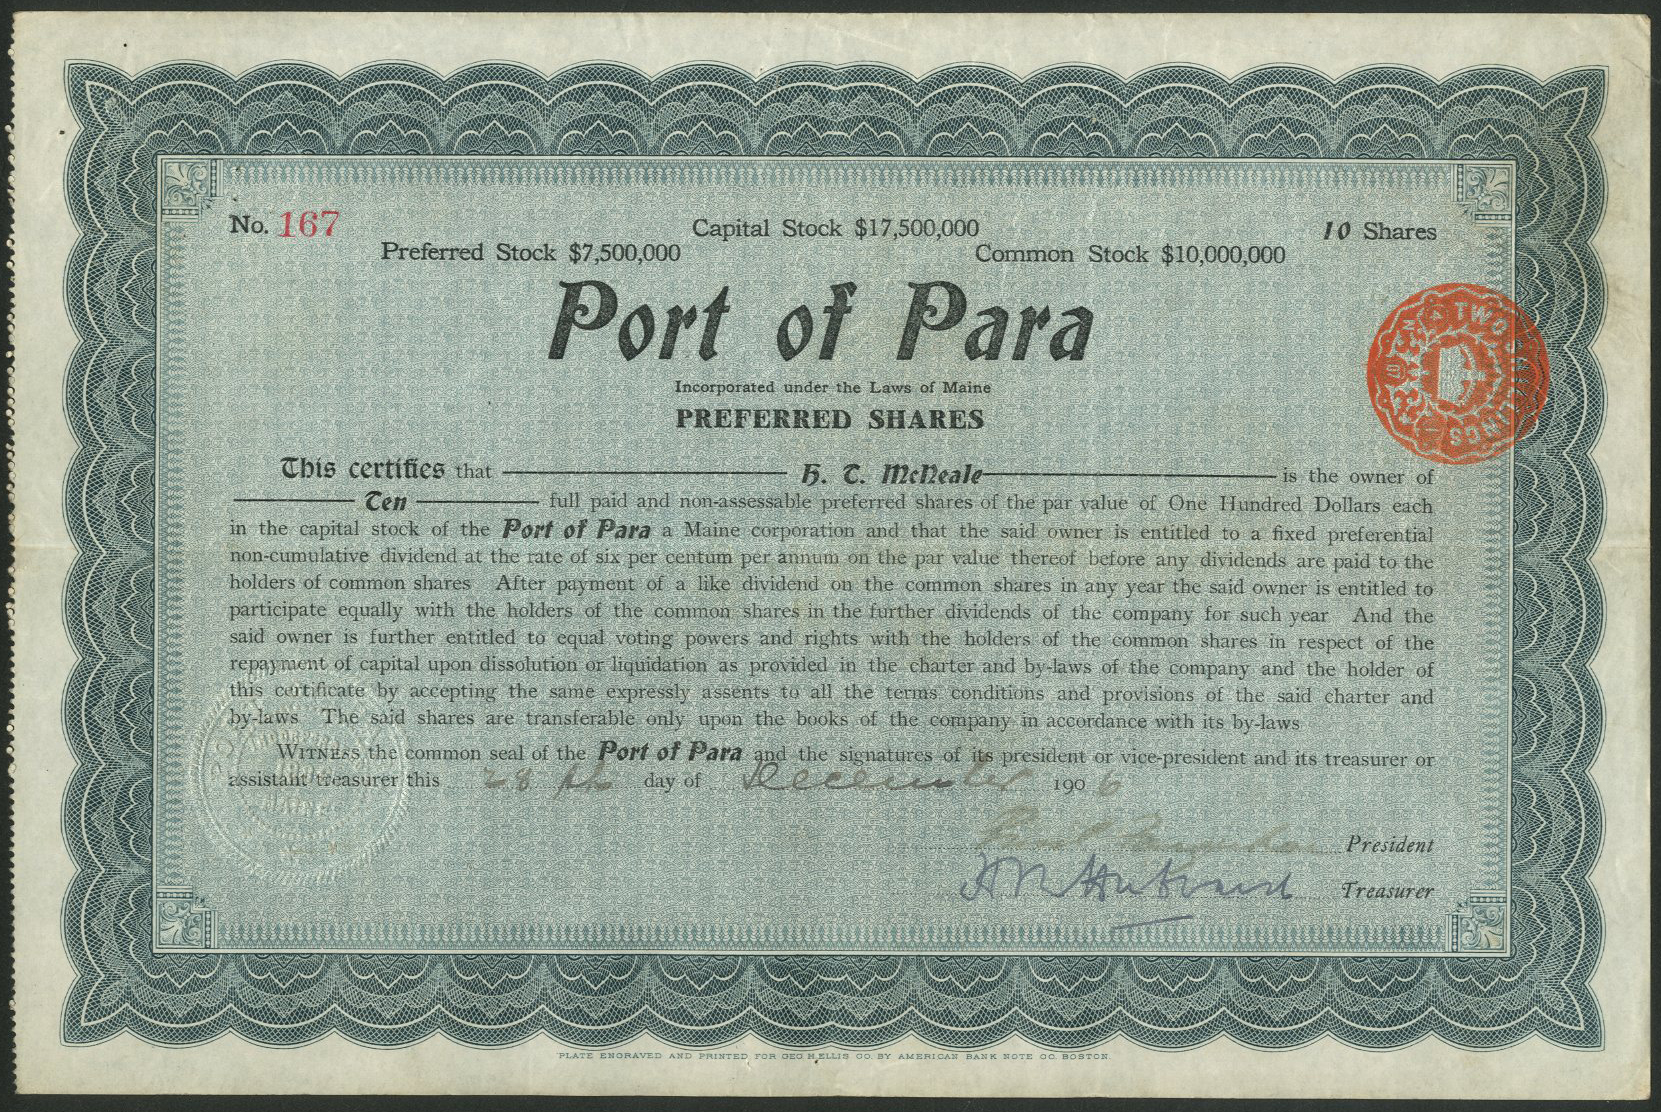 No. 167 Capital Stock $17,500,000 10 Shares
Preferred Stock $7,500,000 Common Stock $10,000,000
Port of Para
Incorporated under the Laws of Maine
PREFERRED SHARES
TWO SHILLINGS
This certifies that H. T. McNeale is the owner of
Ten full paid and non-assessable preferred shares of the par value of One Hundred Dollars each
in the capital stock of the Port of Para a Maine corporation and that the said owner is entitled to a fixed preferential
non-cumulative dividend at the rate of six per centum per annum on the par value thereof before any dividends are paid to the
holders of common shares After payment of a like dividend on the common shares in any year the said owner is entitled to
participate equally with the holders of the common shares in the further dividends of the company for such year And the
said owner is further entitled to equal voting powers and rights with the holders of the common shares in respect of the
repayment of capital upon dissolution or liquidation as provided in the charter and by-laws of the company and the holder of
this certificate by accepting the same expressly assents to all the terms conditions and provisions of the said charter and
by-laws The said shares are transferable only upon the books of the company in accordance with its by-laws
WITNESS the common seal of the Port of Para and the signatures of its president or vice-president and its treasurer or
assistant treasurer this 28th day of December 1906
President
Treasurer
PLATE ENGRAVED AND PRINTED FOR GEO. H. ELLIS CO. BY AMERICAN BANK NOTE CO. BOSTON.